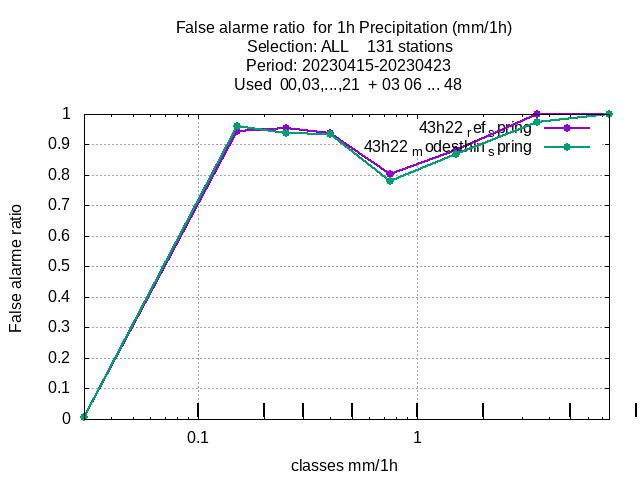 False alarme ratio  for 1h Precipitation (mm/1h)
Selection: ALL    131 stations
Period: 20230415-20230423
Used  00,03,...,21  + 03 06 ... 48
43h22 ref spring
43h22 modesthin spring
1
0.9
0.8
0.7
0.6
0.5
0.4
0.3
0.2
0.1
0
False alarme ratio
0.1 1
classes mm/1h